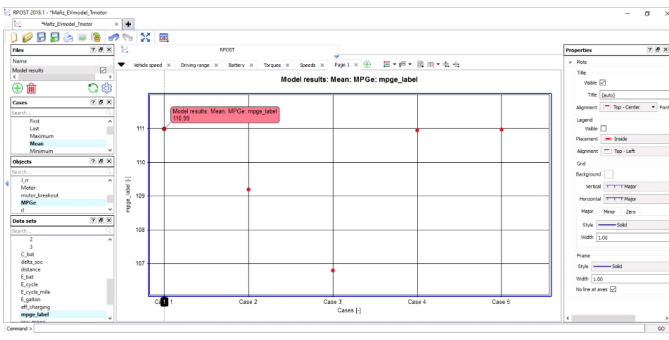 RPOST 2018.1 - *Mafiz_EVmodel_Tmotor
*Mafiz_EVmodel_Tmotor
Files
Name
Model results
Cases
Search...
First
Last
Maximum
Mean
Minimum
Objects
Search...
J_rr
Motor
motor_breakout
MPGe
rl
Data sets
Search...
2
3
C_bat
delta_soc
distance
E_bat
E_cycle
E_cycle_mile
E_gallon
eff_charging
mpge_label
RPOST
Vehicle speed
Driving range
Battery
Torques
Speeds
Page 1
Model results: Mean: MPGe: mpge_label
Model results: Mean: MPGe: mpge_label
110.99
mpge_label [-]
111
110
109
108
107
1
Case 2
Case 3
Case 4
Case 5
Cases [-]
Properties
Plots
Title
Visible
Title {auto}
Alignment Top - Center Font
Legend
Visible
Placement Inside
Alignment Top - Left
Grid
Background
Vertical Major
Horizontal Major
Major Minor Zero
Style Solid
Width 1.00
Frame
Style Solid
Width 1.00
No line at axes
Command >
GO